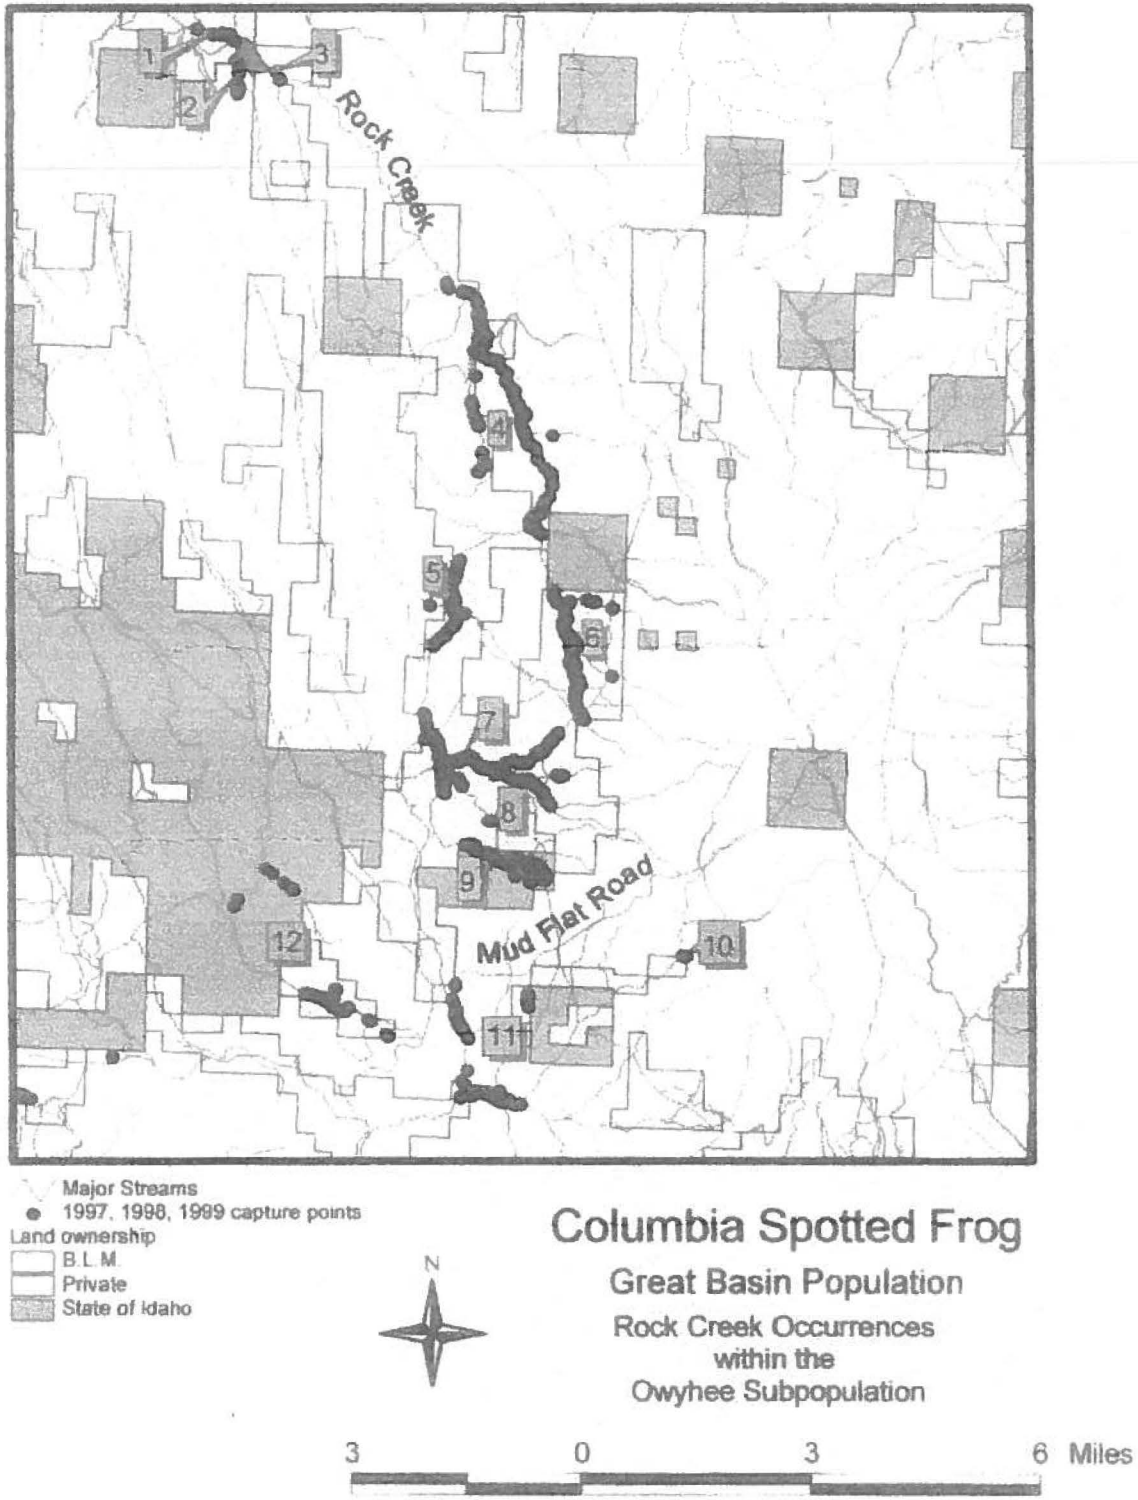 1
3
2
Rock Creek
4
5
6
7
8
9
Mud Flat Road
10
12
11
Major Streams
1997, 1998, 1999 capture points
Land ownership
B.L.M.
Private
State of Idaho
N
Columbia Spotted Frog
Great Basin Population
Rock Creek Occurrences
within the
Owyhee Subpopulation
3 0 3 6 Miles